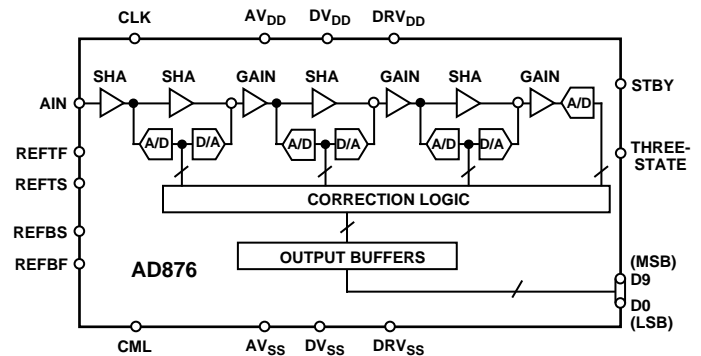 CLK AVDD DVDD DRVDD
SHA SHA GAIN SHA GAIN SHA GAIN
AIN
A/D
STBY
A/D D/A A/D D/A A/D D/A
REFTF
THREE-
STATE
REFTS
CORRECTION LOGIC
REFBS
OUTPUT BUFFERS
REFBF
AD876
(MSB)
D9
D0
(LSB)
CML AVSS DVSS DRVSS